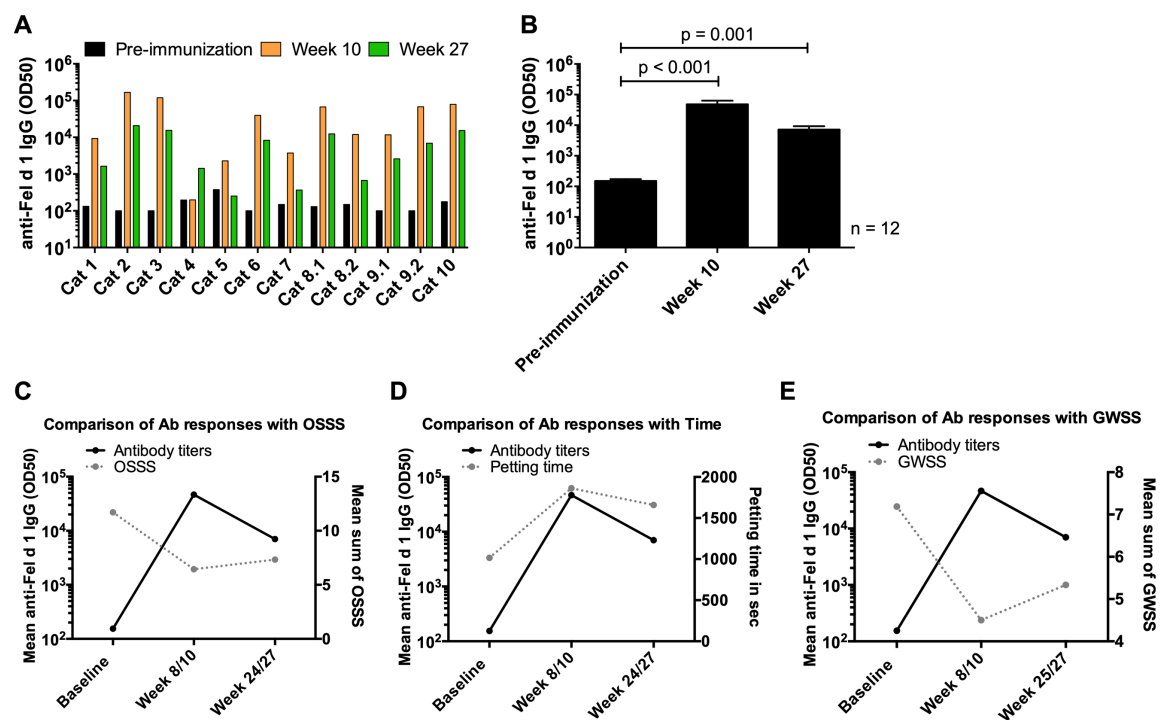 A
Pre-immunization Week 10 Week 27
anti-Fel d 1 IgG (OD50)
10⁶
10⁵
10⁴
10³
10²
10¹
Cat 1
Cat 2
Cat 3
Cat 4
Cat 5
Cat 6
Cat 7
Cat 8.1
Cat 8.2
Cat 9.1
Cat 9.2
Cat 10
B
p = 0.001
p < 0.001
anti-Fel d 1 IgG (OD50)
10⁶
10⁵
10⁴
10³
10²
10¹
10⁰
n = 12
Pre-immunization
Week 10
Week 27
C
Comparison of Ab responses with OSSS
Antibody titers
OSSS
Mean anti-Fel d 1 IgG (OD50)
10⁵
10⁴
10³
10²
15
10
5
0
Mean sum of OSSS
Baseline
Week 8/10
Week 24/27
D
Comparison of Ab responses with Time
Antibody titers
Petting time
Mean anti-Fel d 1 IgG (OD50)
10⁵
10⁴
10³
10²
2000
1500
1000
500
0
Petting time in sec
Baseline
Week 8/10
Week 24/27
E
Comparison of Ab responses with GWSS
Antibody titers
GWSS
Mean anti-Fel d 1 IgG (OD50)
10⁵
10⁴
10³
10²
8
7
6
5
4
Mean sum of GWSS
Baseline
Week 8/10
Week 25/27